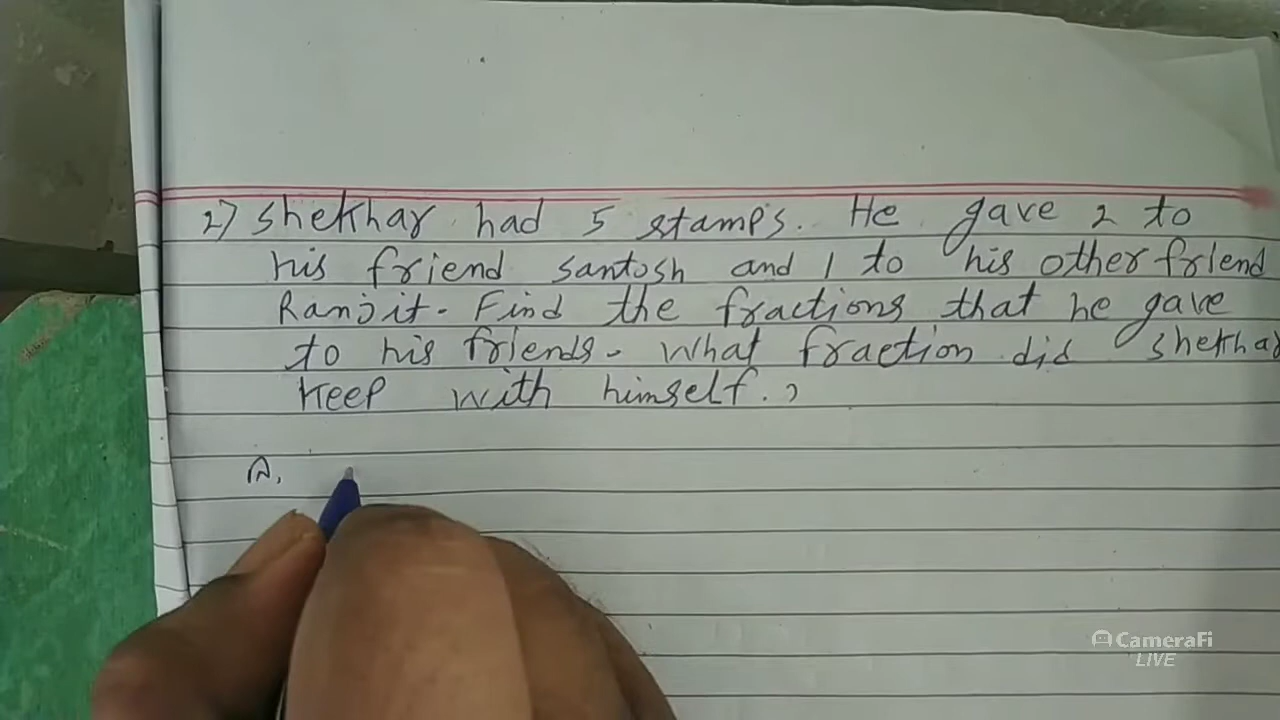 2) Shekhar had 5 stamps. He gave 2 to
his friend Santosh and 1 to his other friend
Ranjit. Find the fractions that he gave
to his friends. What fraction did Shekhar
keep with himself.?
A.
CameraFi
LIVE